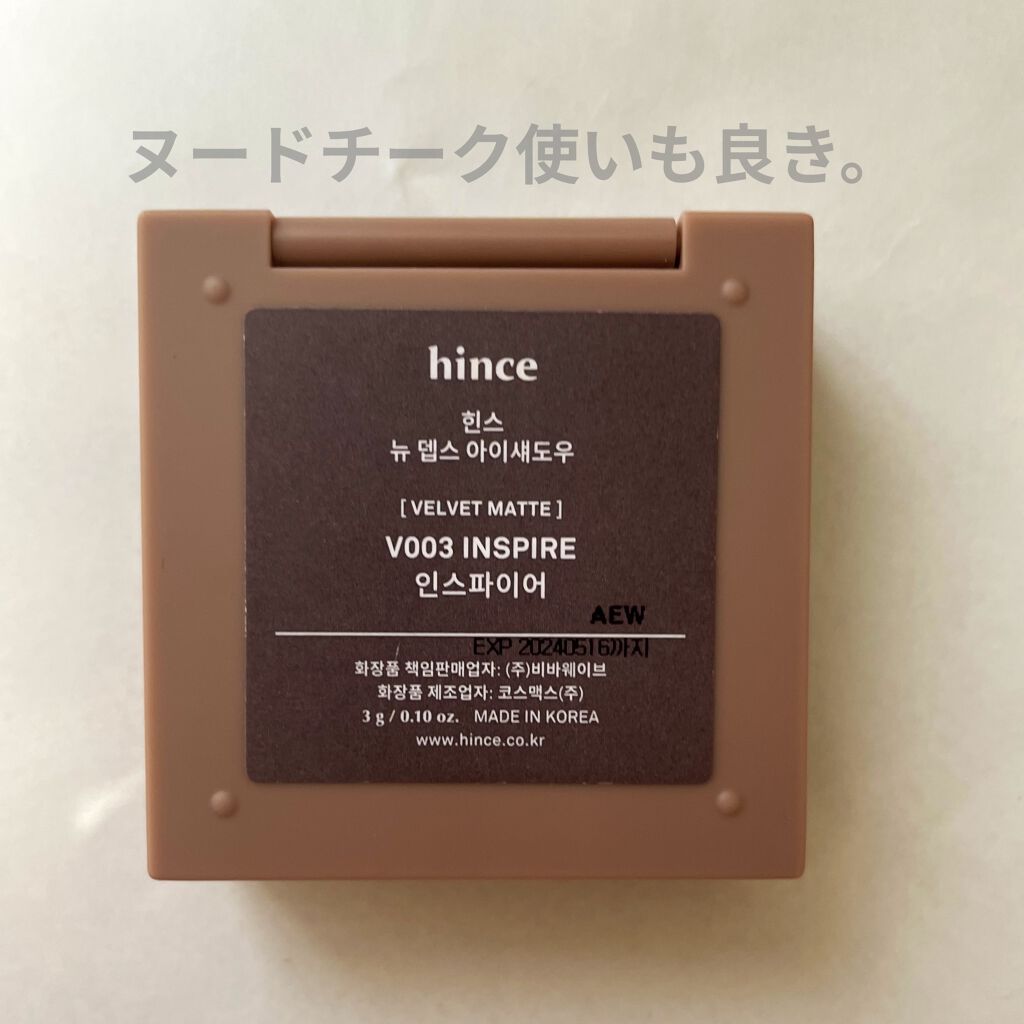 ヌードチーク使いも良き。
hince
힌스
뉴 뎁스 아이섀도우
[ VELVET MATTE ]
V003 INSPIRE
인스파이어
AEW
EXP 20240516까지
화장품 책임판매업자: (주)비바웨이브
화장품 제조업자: 코스맥스(주)
3 g / 0.10 oz. MADE IN KOREA
www.hince.co.kr